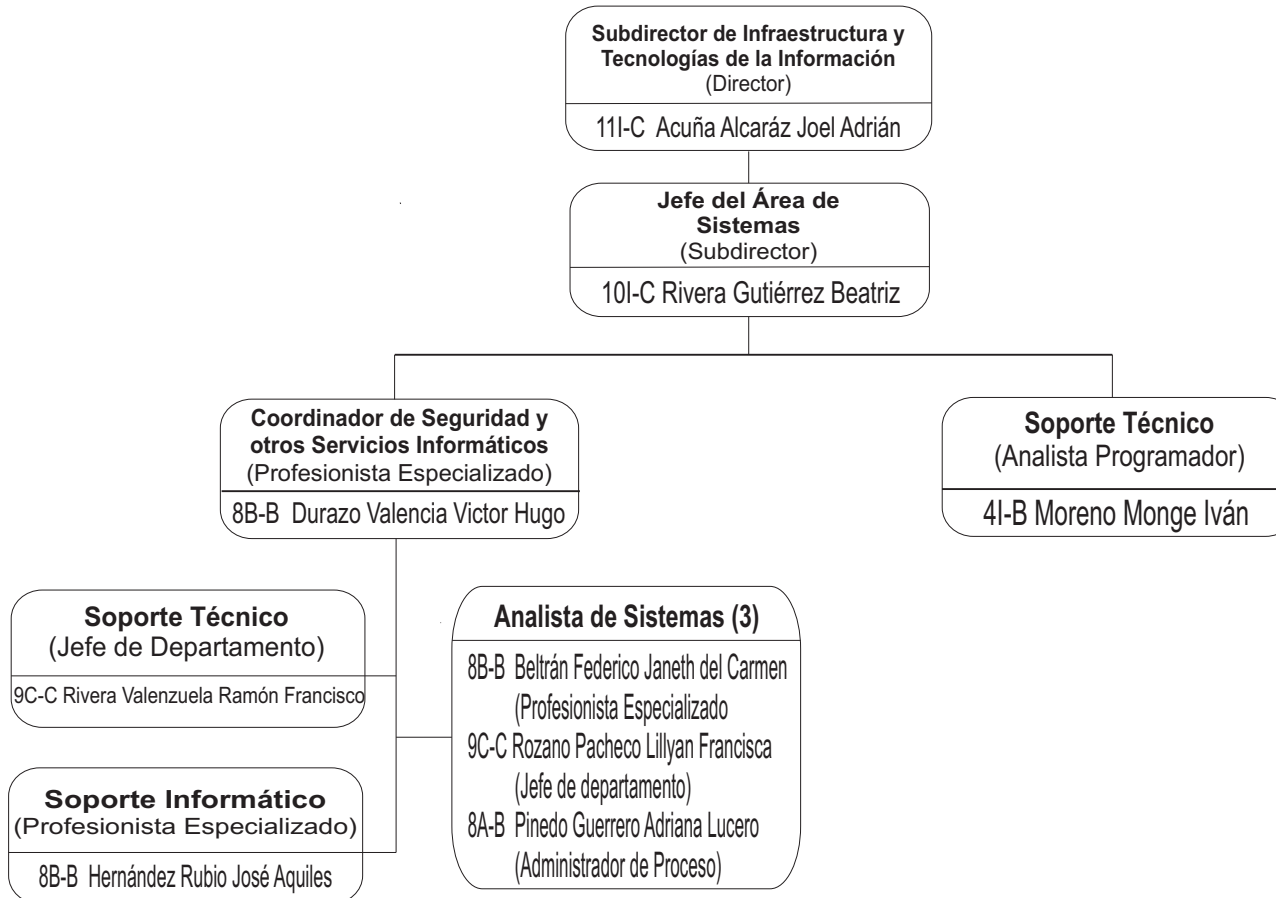 Subdirector de Infraestructura y
Tecnologías de la Información
(Director)
11I-C Acuña Alcaráz Joel Adrián
Jefe del Área de
Sistemas
(Subdirector)
10I-C Rivera Gutiérrez Beatriz
Coordinador de Seguridad y
otros Servicios Informáticos
(Profesionista Especializado)
8B-B Durazo Valencia Victor Hugo
Soporte Técnico
(Analista Programador)
4I-B Moreno Monge Iván
Soporte Técnico
(Jefe de Departamento)
9C-C Rivera Valenzuela Ramón Francisco
Analista de Sistemas (3)
8B-B Beltrán Federico Janeth del Carmen
(Profesionista Especializado
9C-C Rozano Pacheco Lillyan Francisca
(Jefe de departamento)
8A-B Pinedo Guerrero Adriana Lucero
(Administrador de Proceso)
Soporte Informático
(Profesionista Especializado)
8B-B Hernández Rubio José Aquiles